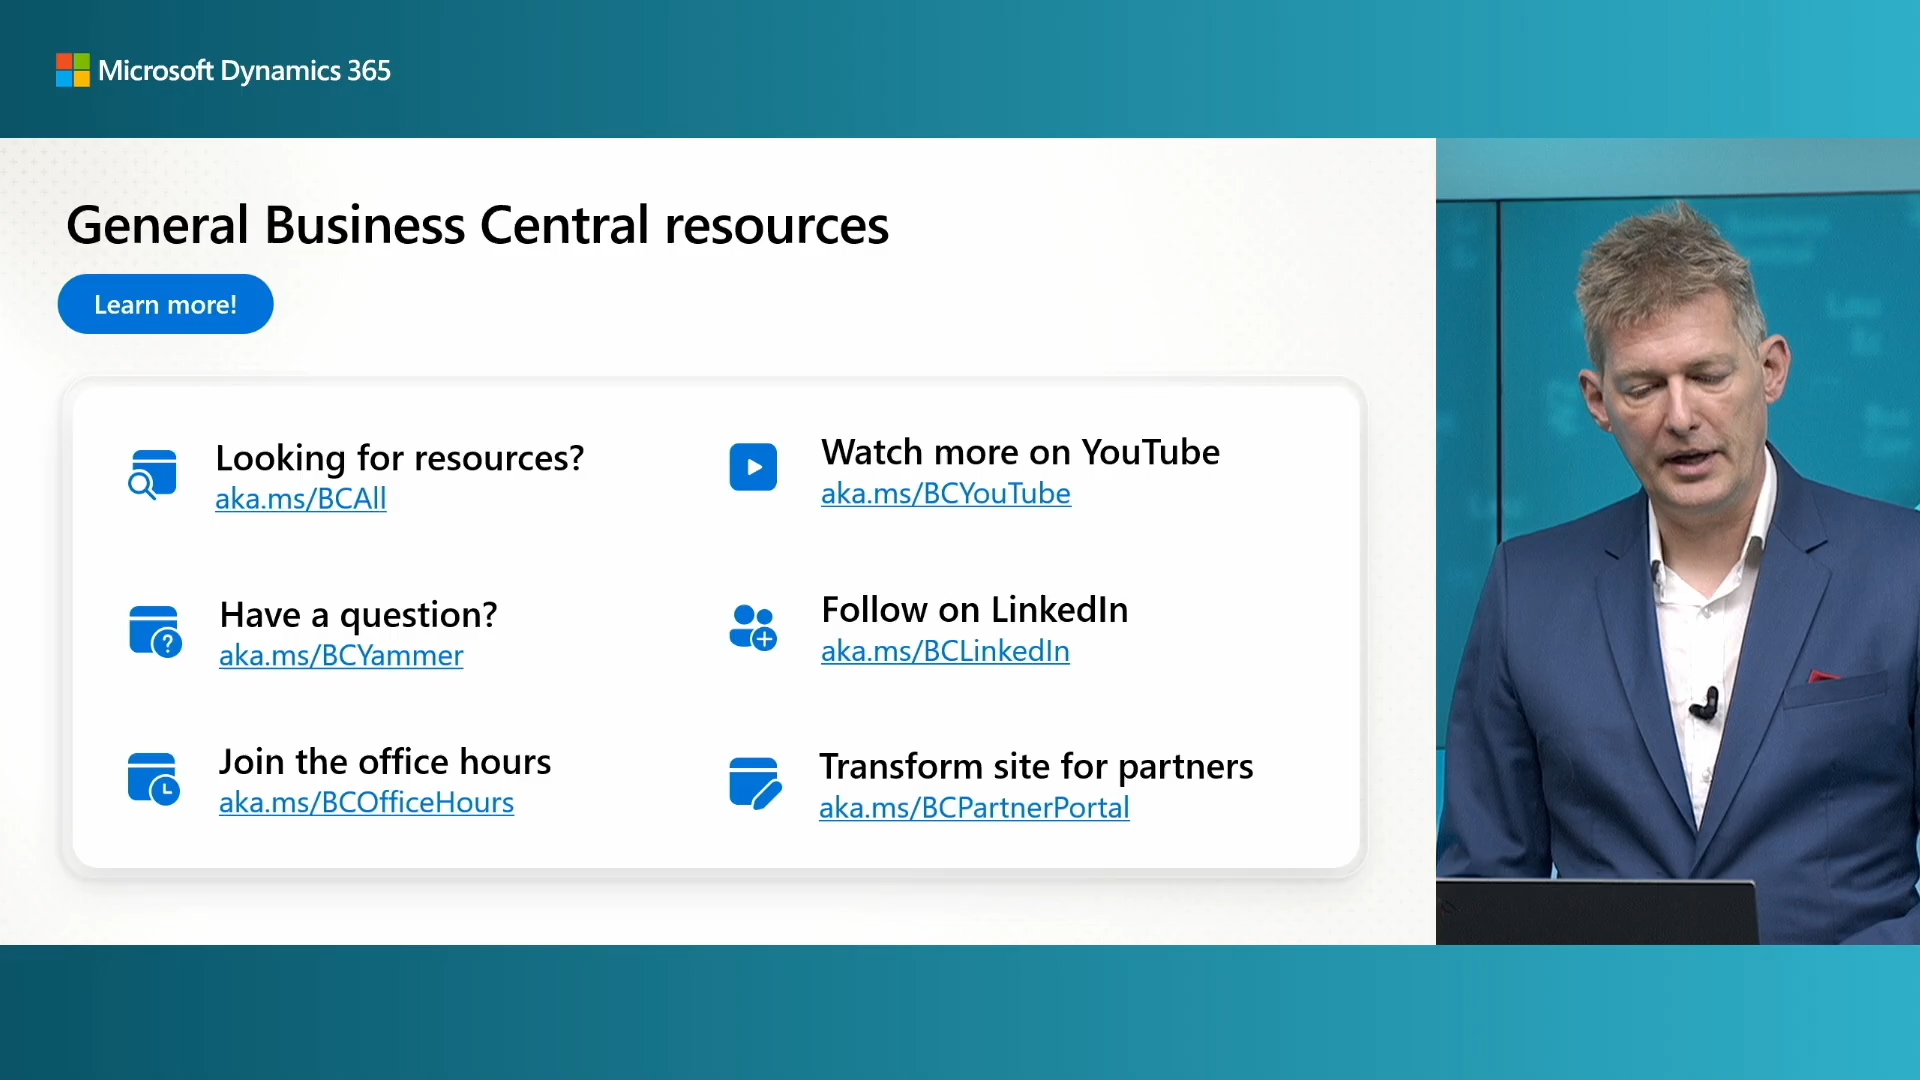 Microsoft Dynamics 365
General Business Central resources
Learn more!
Looking for resources?
aka.ms/BCAll
Have a question?
aka.ms/BCYammer
Join the office hours
aka.ms/BCOfficeHours
Watch more on YouTube
aka.ms/BCYouTube
Follow on LinkedIn
aka.ms/BCLinkedIn
Transform site for partners
aka.ms/BCPartnerPortal